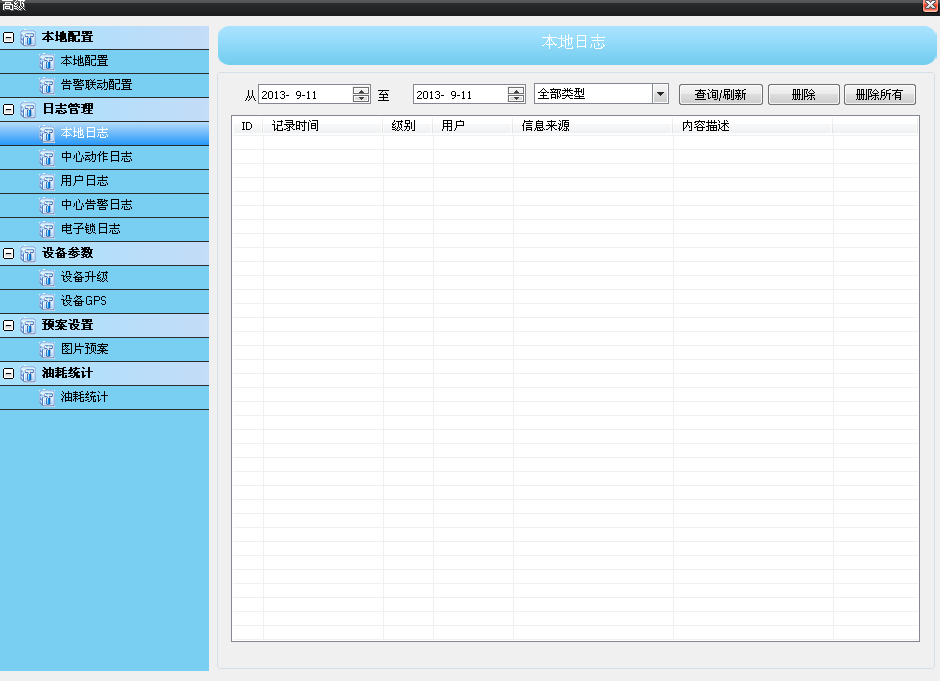 高级
本地配置
本地配置
告警联动配置
日志管理
本地日志
中心动作日志
用户日志
中心告警日志
电子锁日志
设备参数
设备升级
设备GPS
预案设置
图片预案
油耗统计
油耗统计
本地日志
从 2013- 9-11 至 2013- 9-11 全部类型 查询/刷新 删除 删除所有
ID 记录时间 级别 用户 信息来源 内容描述